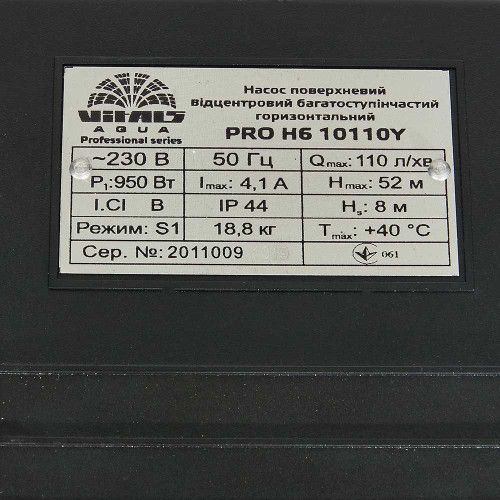 Vitals
AQUA
Professional series
Насос поверхневий
Відцентровий багатоступінчастий
горизонтальний
PRO H6 10110Y
~230 В 50 Гц Qmax: 110 л/хв
P₁:950 Вт Imax: 4,1 А Hmax: 52 м
I.Cl B IP 44 Hs: 8 м
Режим: S1 18,8 кг Tmax: +40 °C
Сер. №: 2011009 061